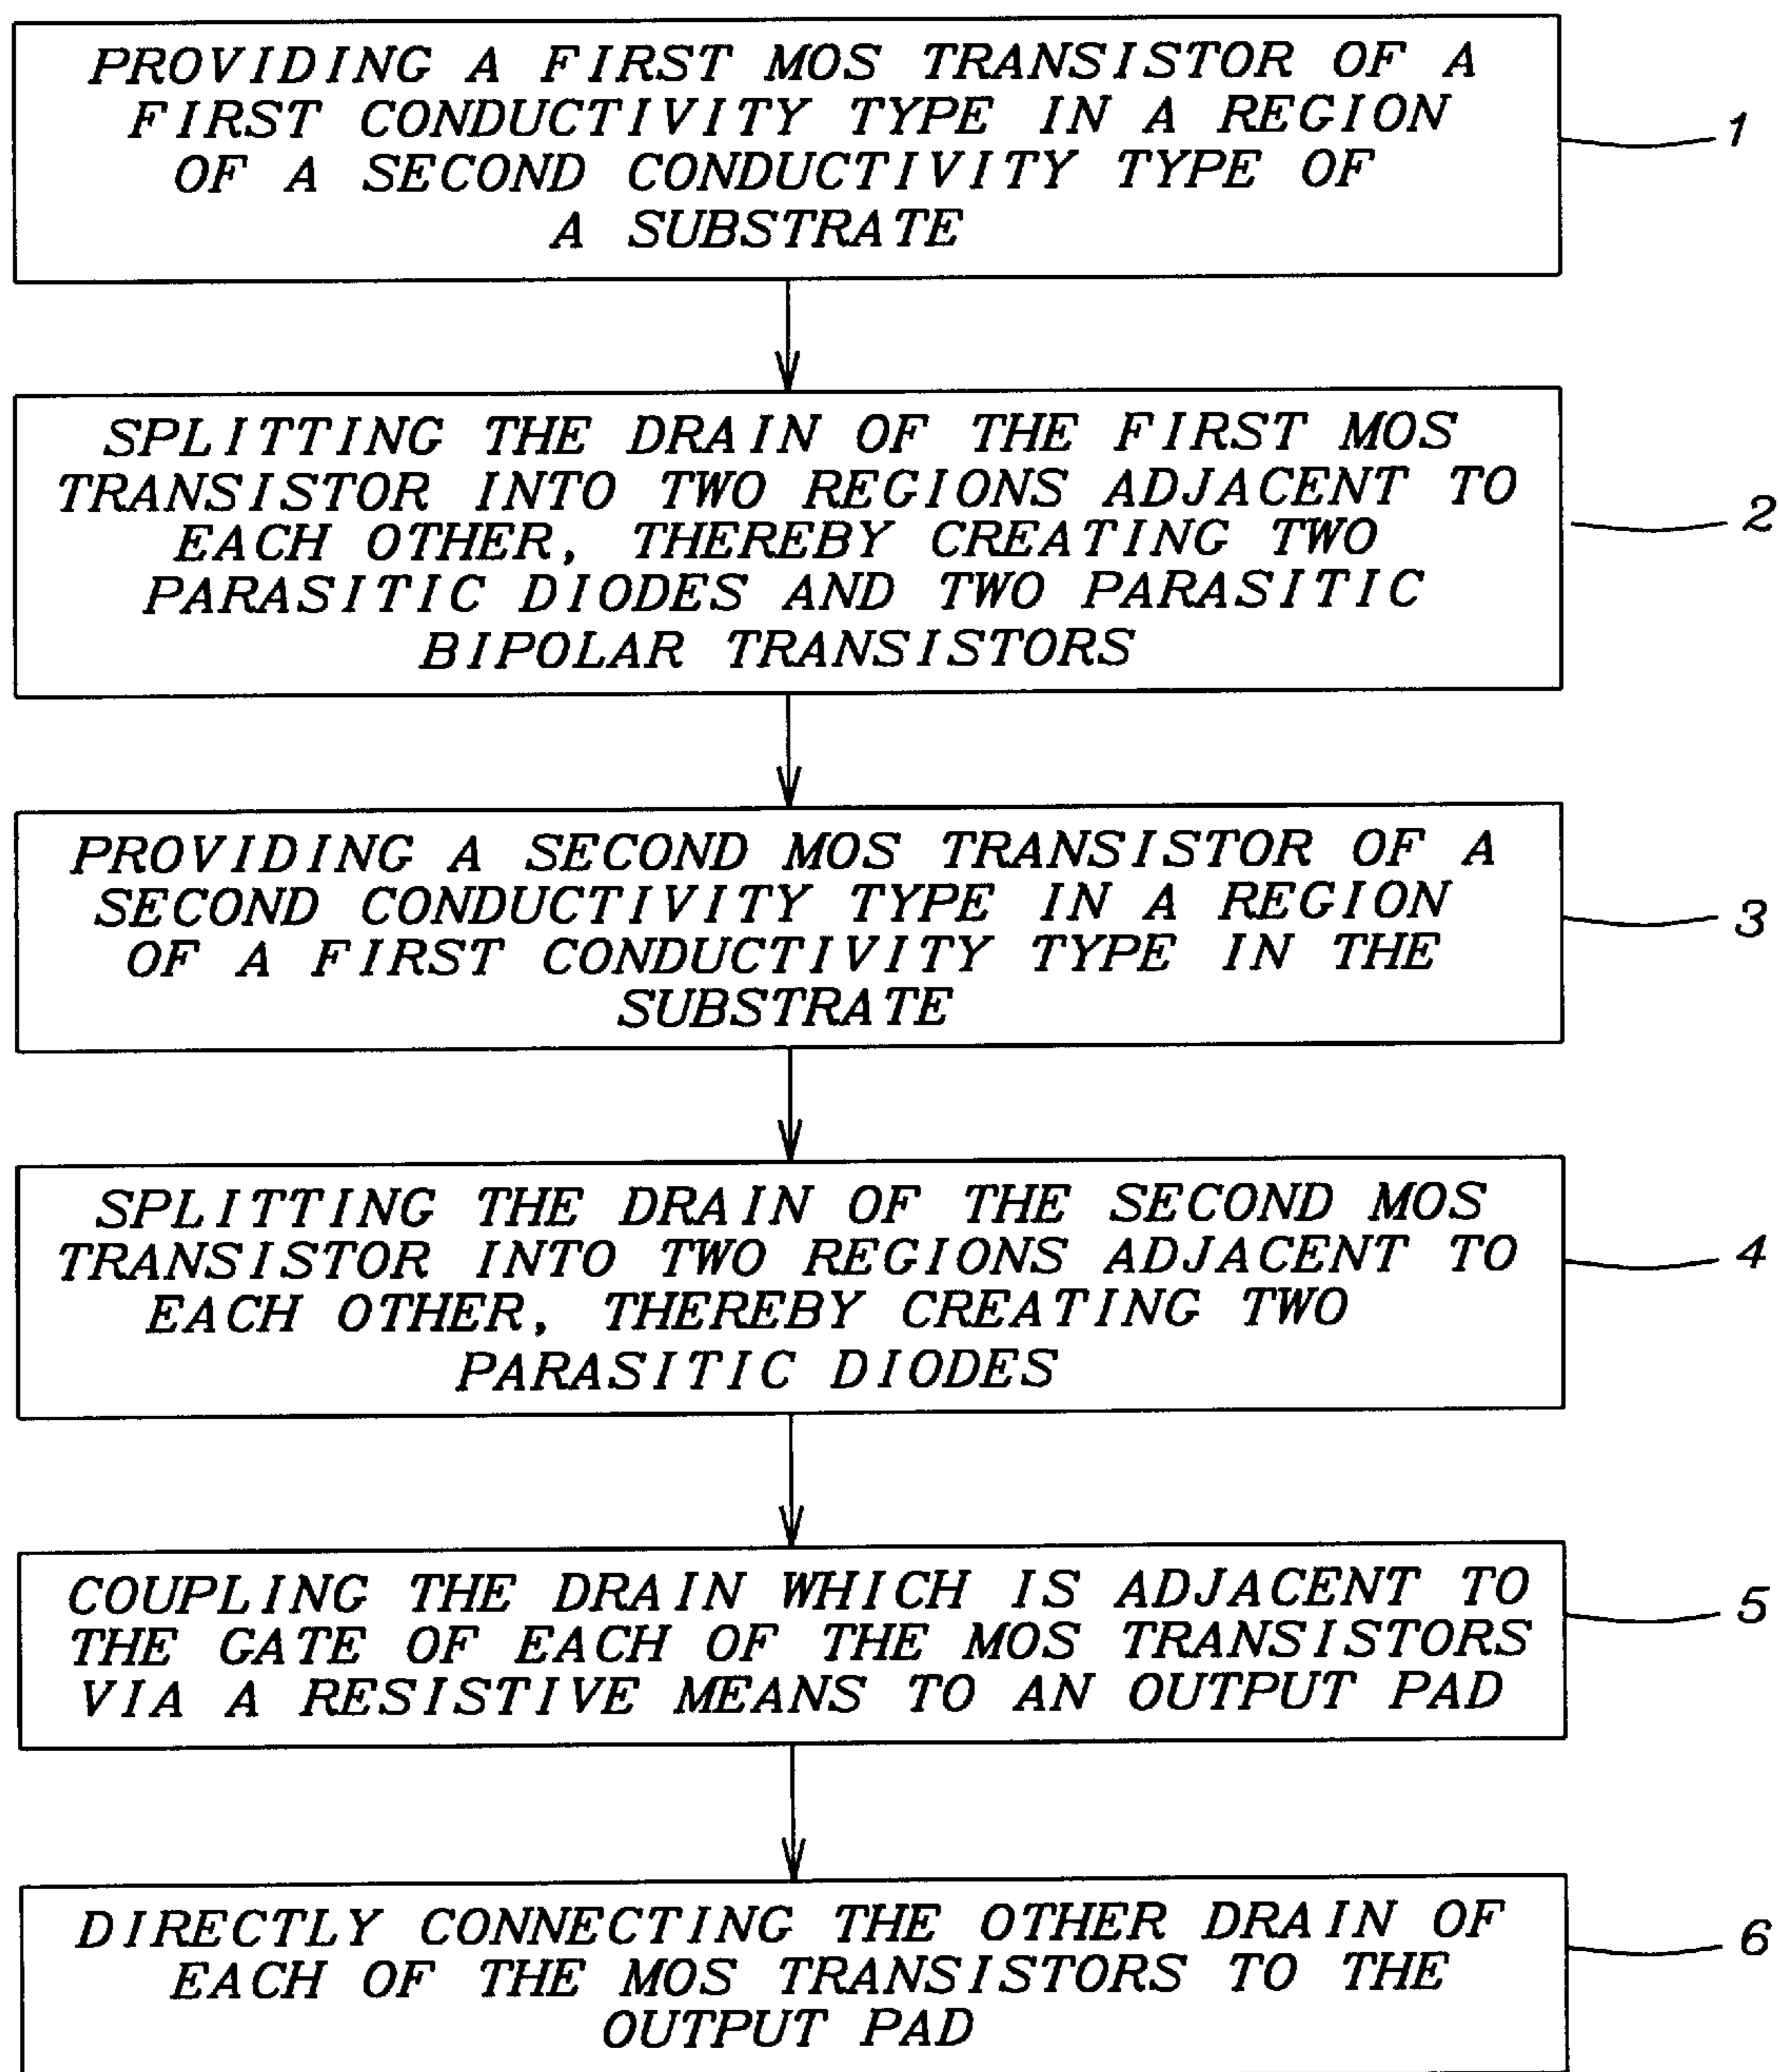 PROVIDING A FIRST MOS TRANSISTOR OF A
FIRST CONDUCTIVITY TYPE IN A REGION
OF A SECOND CONDUCTIVITY TYPE OF
A SUBSTRATE
1
SPLITTING THE DRAIN OF THE FIRST MOS
TRANSISTOR INTO TWO REGIONS ADJACENT TO
EACH OTHER, THEREBY CREATING TWO
PARASITIC DIODES AND TWO PARASITIC
BIPOLAR TRANSISTORS
2
PROVIDING A SECOND MOS TRANSISTOR OF A
SECOND CONDUCTIVITY TYPE IN A REGION
OF A FIRST CONDUCTIVITY TYPE IN THE
SUBSTRATE
3
SPLITTING THE DRAIN OF THE SECOND MOS
TRANSISTOR INTO TWO REGIONS ADJACENT TO
EACH OTHER, THEREBY CREATING TWO
PARASITIC DIODES
4
COUPLING THE DRAIN WHICH IS ADJACENT TO
THE GATE OF EACH OF THE MOS TRANSISTORS
VIA A RESISTIVE MEANS TO AN OUTPUT PAD
5
DIRECTLY CONNECTING THE OTHER DRAIN OF
EACH OF THE MOS TRANSISTORS TO THE
OUTPUT PAD
6